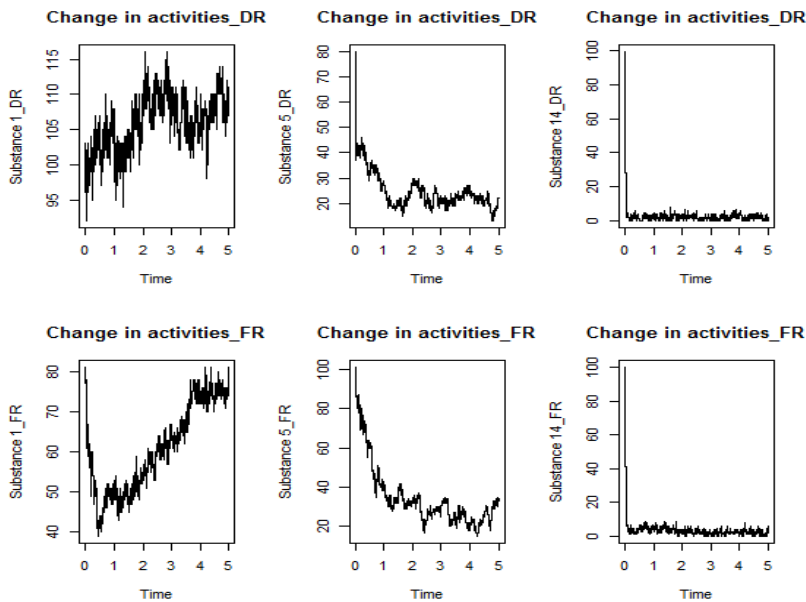 Change in activities_DR
Substance 1_DR
95 100 105 110 115
0 1 2 3 4 5
Time
Change in activities_DR
Substance 5_DR
20 30 40 50 60 70 80
0 1 2 3 4 5
Time
Change in activities_DR
Substance 14_DR
0 20 40 60 80 100
0 1 2 3 4 5
Time
Change in activities_FR
Substance 1_FR
40 50 60 70 80
0 1 2 3 4 5
Time
Change in activities_FR
Substance 5_FR
20 40 60 80 100
0 1 2 3 4 5
Time
Change in activities_FR
Substance 14_FR
0 20 40 60 80 100
0 1 2 3 4 5
Time